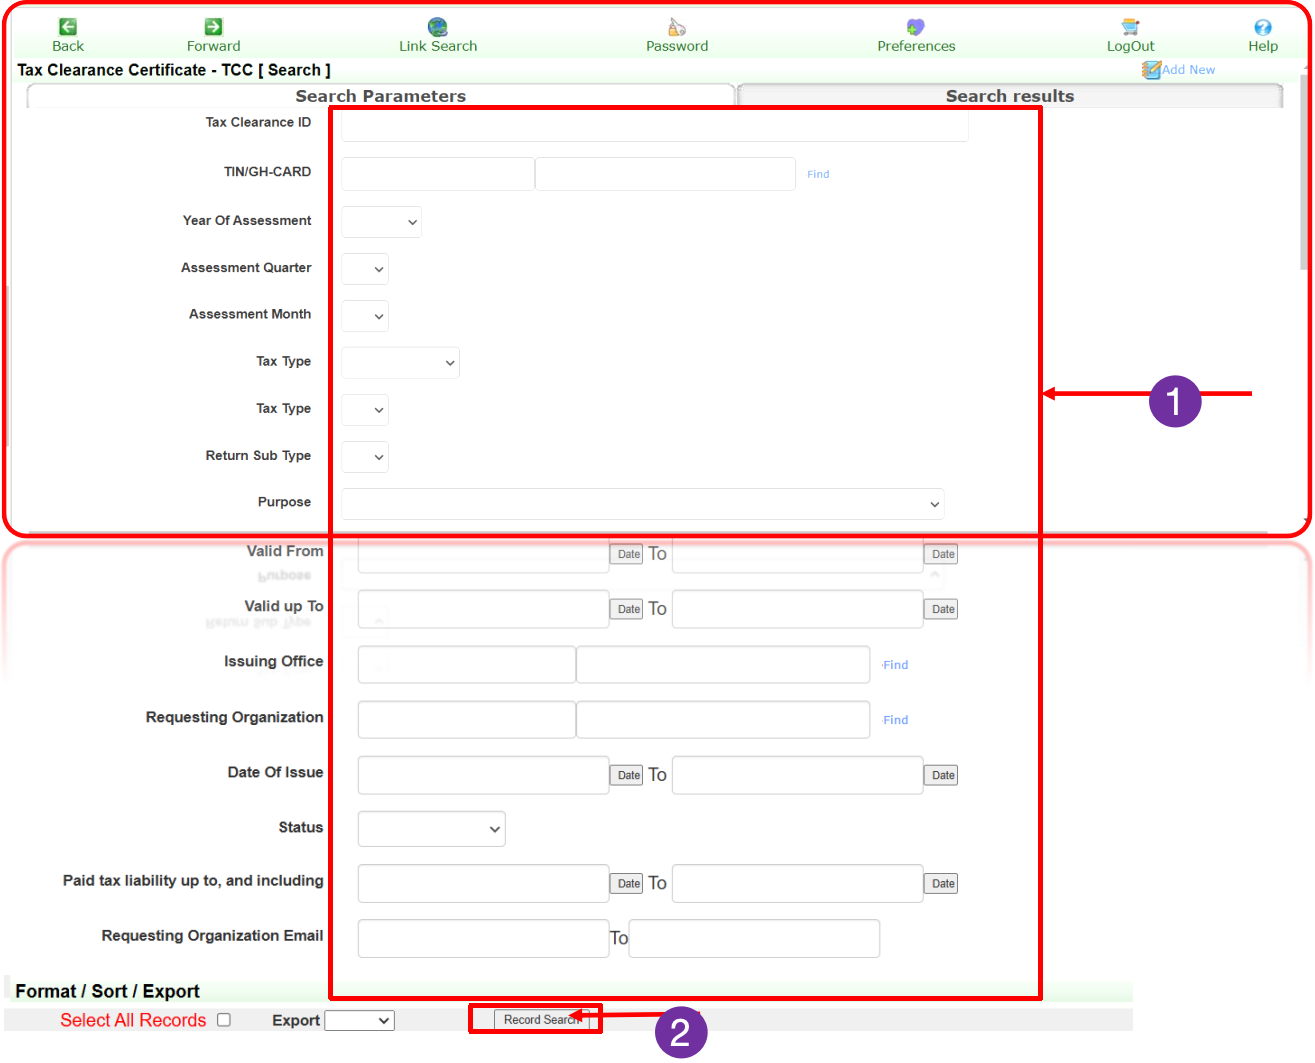 Back Forward Link Search Password Preferences LogOut Help
Tax Clearance Certificate - TCC [ Search ] Add New
Search Parameters Search results
Tax Clearance ID
TIN/GH-CARD Find
Year Of Assessment
Assessment Quarter
Assessment Month
Tax Type
1
Tax Type
Return Sub Type
Purpose
Valid From Date To Date
Purpose
Valid up To Date To Date
Return Sub Type
Issuing Office Find
Requesting Organization Find
Date Of Issue Date To Date
Status
Paid tax liability up to, and including Date To Date
Requesting Organization Email To
Format / Sort / Export
Select All Records Export Record Search
2